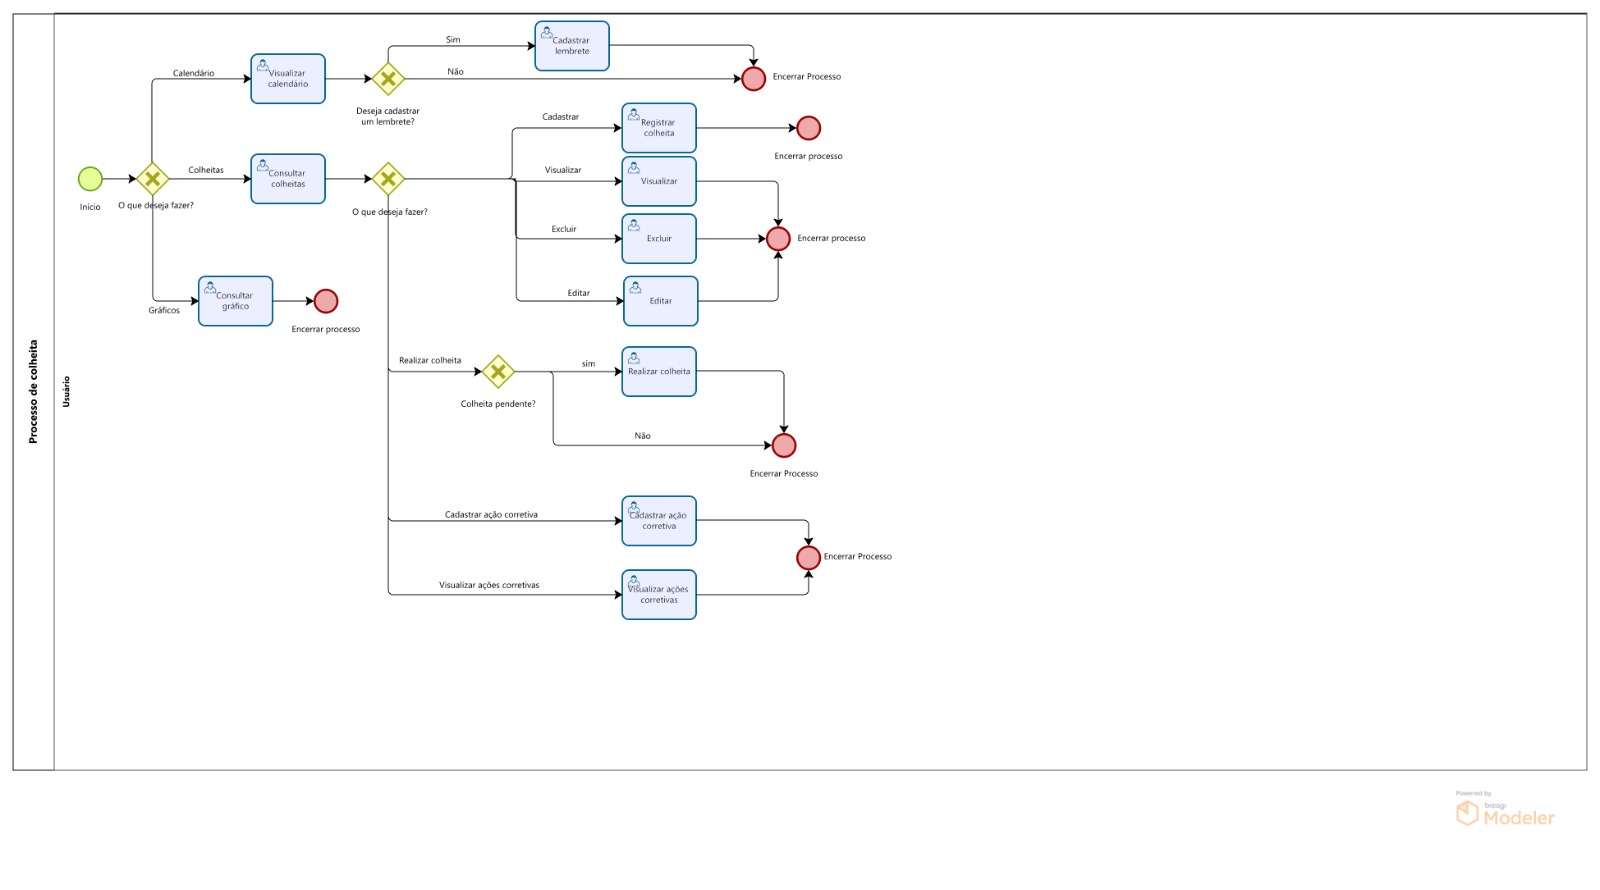 Processo de colheita
Usuário
Início
O que deseja fazer?
Calendário
Visualizar
calendário
Deseja cadastrar
um lembrete?
Sim
Cadastrar
lembrete
Não
Encerrar Processo
Colheitas
Consultar
colheitas
O que deseja fazer?
Cadastrar
Registrar
colheita
Encerrar processo
Visualizar
Visualizar
Excluir
Excluir
Encerrar processo
Editar
Editar
Gráficos
Consultar
gráfico
Encerrar processo
Realizar colheita
Colheita pendente?
sim
Realizar colheita
Não
Encerrar Processo
Cadastrar ação corretiva
Cadastrar ação
corretiva
Encerrar Processo
Visualizar ações corretivas
Visualizar ações
corretivas
Powered by
bizagi
Modeler